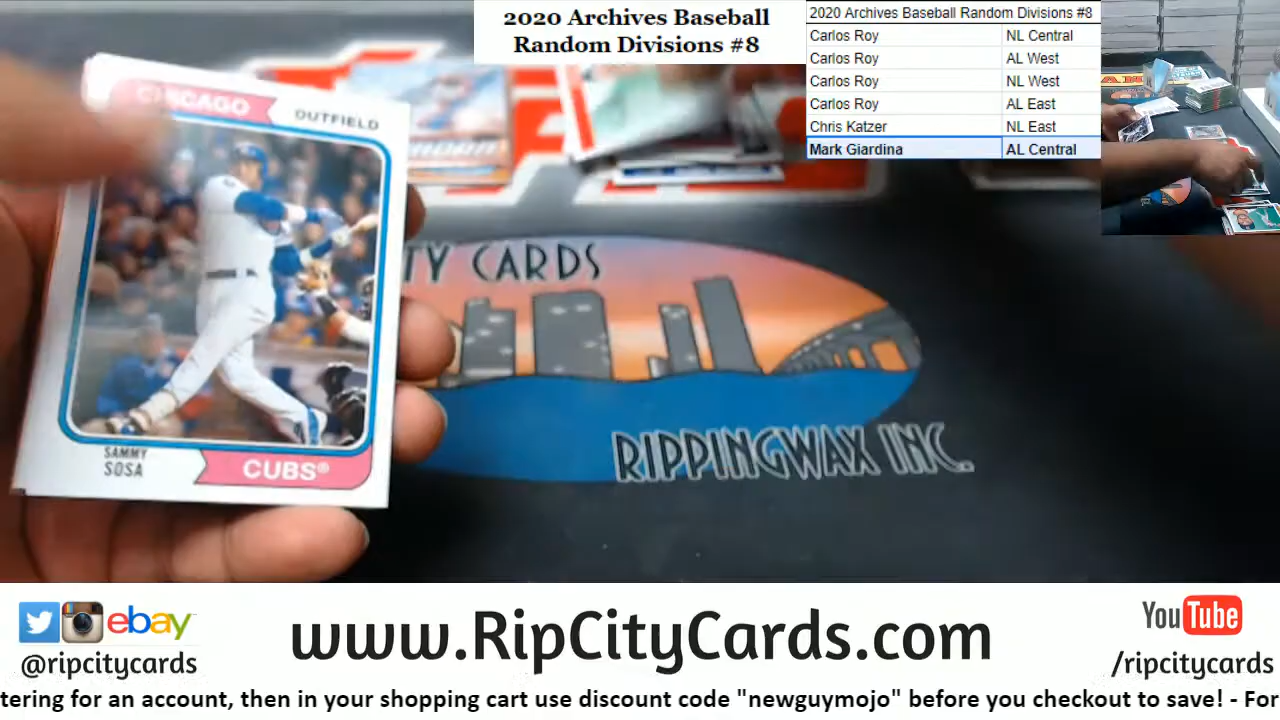 2020 Archives Baseball
Random Divisions #8
2020 Archives Baseball Random Divisions #8
Carlos Roy NL Central
Carlos Roy AL West
Carlos Roy NL West
Carlos Roy AL East
Chris Katzer NL East
Mark Giardina AL Central
CHICAGO
OUTFIELD
SAMMY
SOSA
CUBS®
TY CARDS
RIPPINGWAX INC.
ebay
@ripcitycards
www.RipCityCards.com
YouTube
/ripcitycards
tering for an account, then in your shopping cart use discount code "newguymojo" before you checkout to save! - For